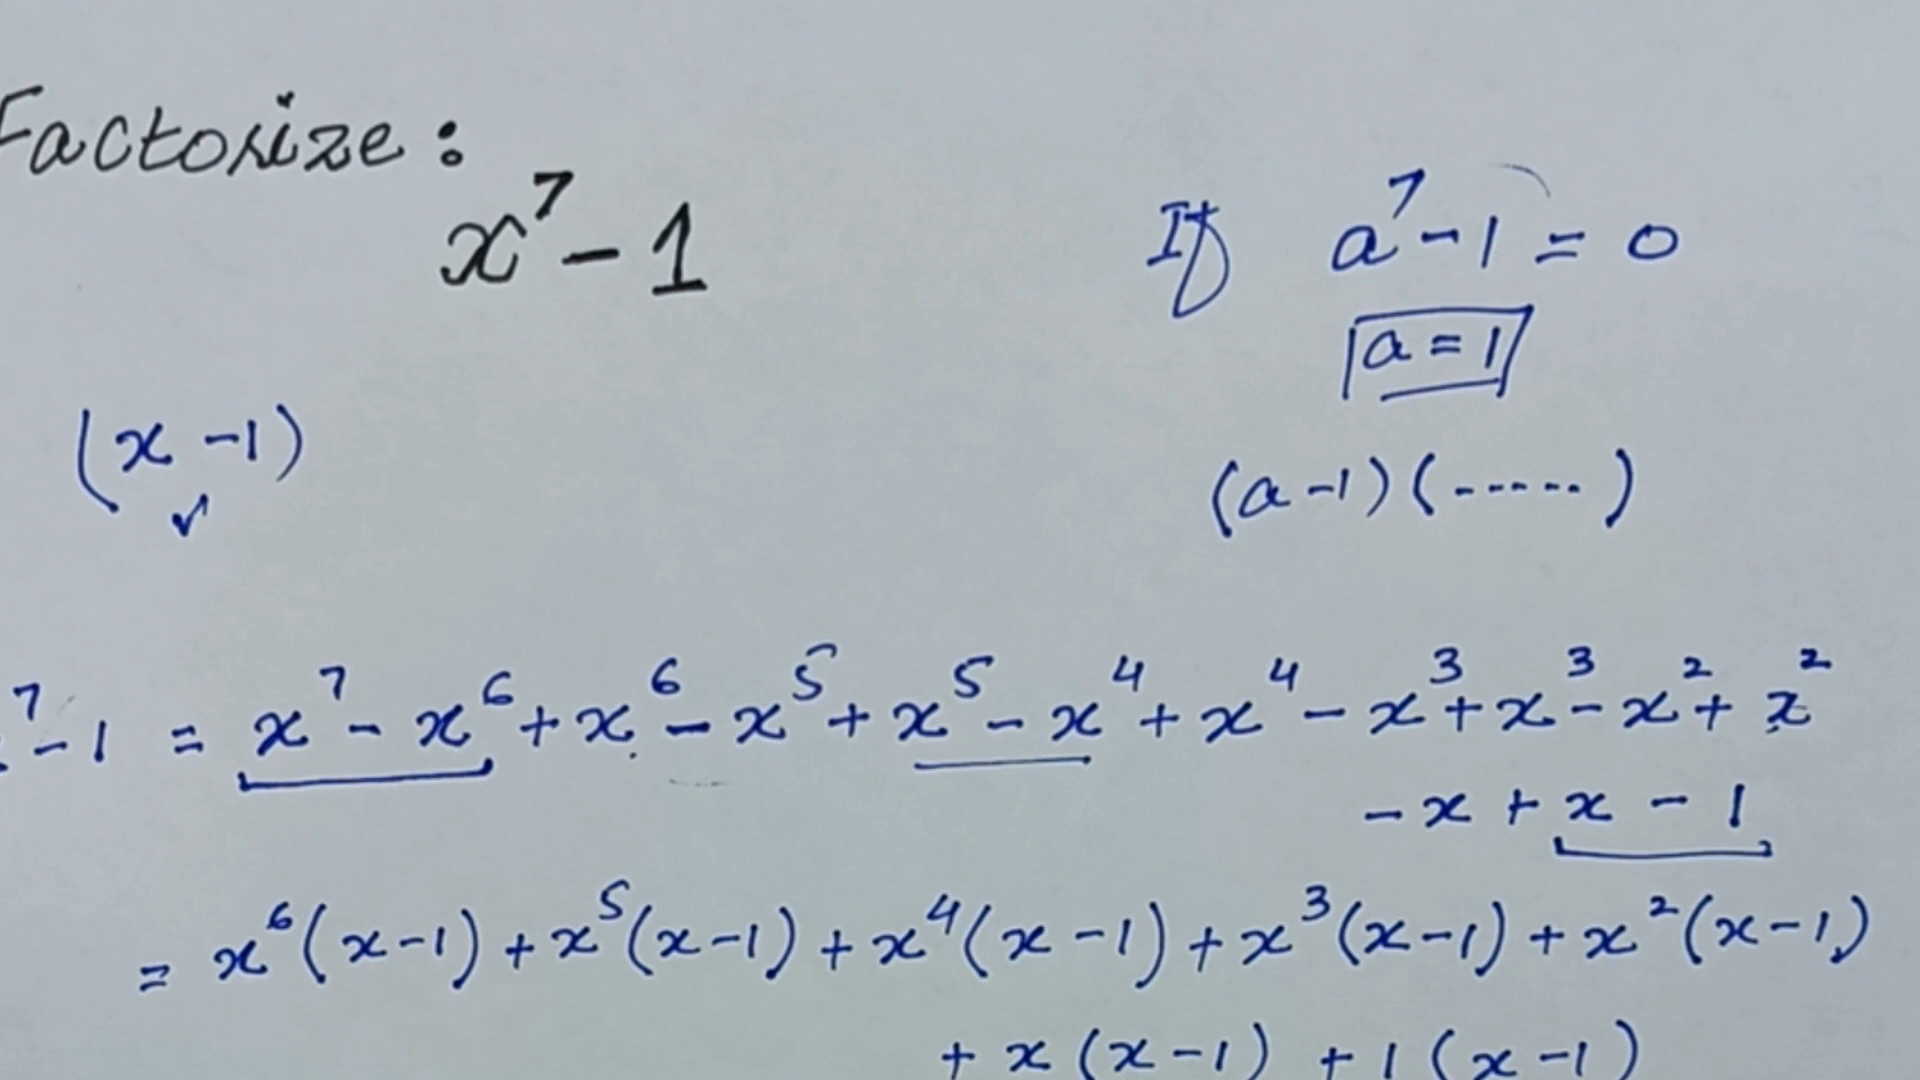 Factorize :
x⁷ - 1
If a⁷ - 1 = 0
a = 1
(x - 1)
(a - 1) ( ------ )
⁷ - 1 = x⁷ - x⁶ + x⁶ - x⁵ + x⁵ - x⁴ + x⁴ - x³ + x³ - x² + x²
- x + x - 1
= x⁶(x - 1) + x⁵(x - 1) + x⁴(x - 1) + x³(x - 1) + x²(x - 1)
+ x (x - 1) + 1 (x - 1)